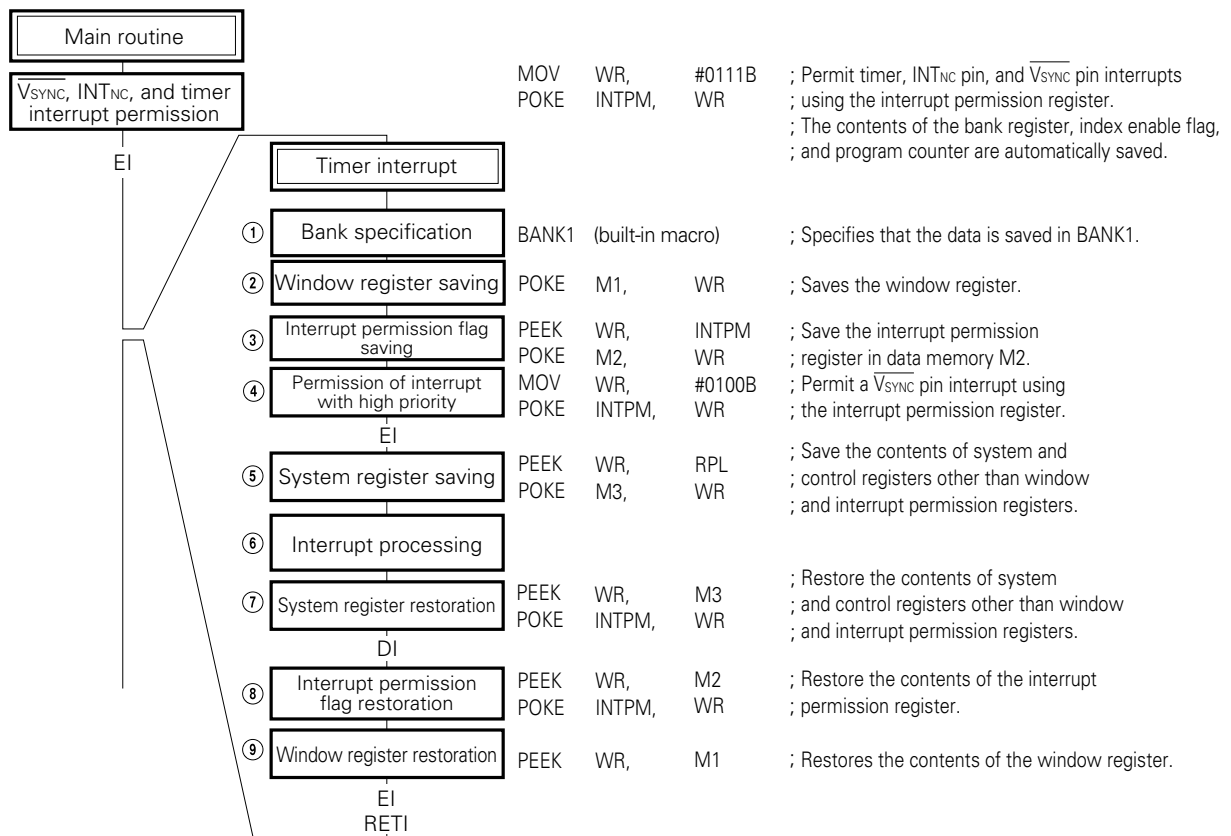 Main routine
V̅S̅Y̅N̅C̅, INTNC, and timer
interrupt permission
EI
MOV WR, #0111B ; Permit timer, INTNC pin, and V̅S̅Y̅N̅C̅ pin interrupts
POKE INTPM, WR ; using the interrupt permission register.
; The contents of the bank register, index enable flag,
; and program counter are automatically saved.
Timer interrupt
① Bank specification BANK1 (built-in macro) ; Specifies that the data is saved in BANK1.
② Window register saving POKE M1, WR ; Saves the window register.
③ Interrupt permission flag
saving
PEEK WR, INTPM ; Save the interrupt permission
POKE M2, WR ; register in data memory M2.
④ Permission of interrupt
with high priority
MOV WR, #0100B ; Permit a V̅S̅Y̅N̅C̅ pin interrupt using
POKE INTPM, WR ; the interrupt permission register.
EI
⑤ System register saving
PEEK WR, RPL
POKE M3, WR
; Save the contents of system and
; control registers other than window
; and interrupt permission registers.
⑥ Interrupt processing
⑦ System register restoration
PEEK WR, M3
POKE INTPM, WR
; Restore the contents of system
; and control registers other than window
; and interrupt permission registers.
DI
⑧ Interrupt permission
flag restoration
PEEK WR, M2 ; Restore the contents of the interrupt
POKE INTPM, WR ; permission register.
⑨ Window register restoration PEEK WR, M1 ; Restores the contents of the window register.
EI
RETI